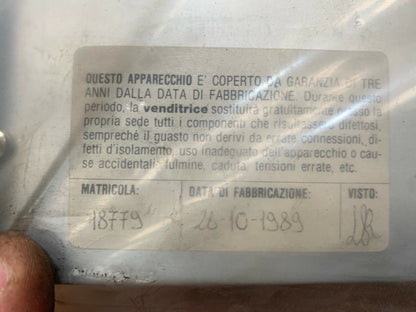 QUESTO APPARECCHIO E' COPERTO DA GARANZIA DI TRE
ANNI DALLA DATA DI FABBRICAZIONE. Durante questo
periodo, la venditrice sostituirà gratuitamente presso la
propria sede tutti i componenti che risultassero difettosi,
sempreché il guasto non derivi da errate connessioni, di-
fetti d'isolamento, uso inadeguato dell'apparecchio o cau-
se accidentali: fulmine, caduta, tensioni errate, etc.
MATRICOLA: DATA DI FABBRICAZIONE: VISTO:
18779 26-10-1989